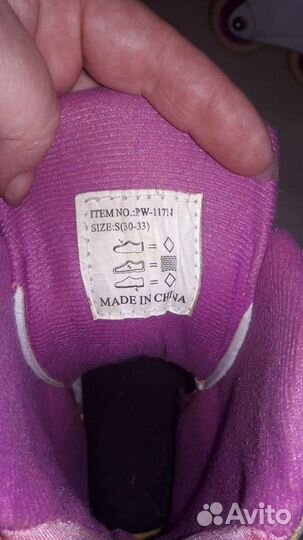 ITEM NO.:PW-117N
SIZE:S(30-33)
MADE IN CHINA
Avito